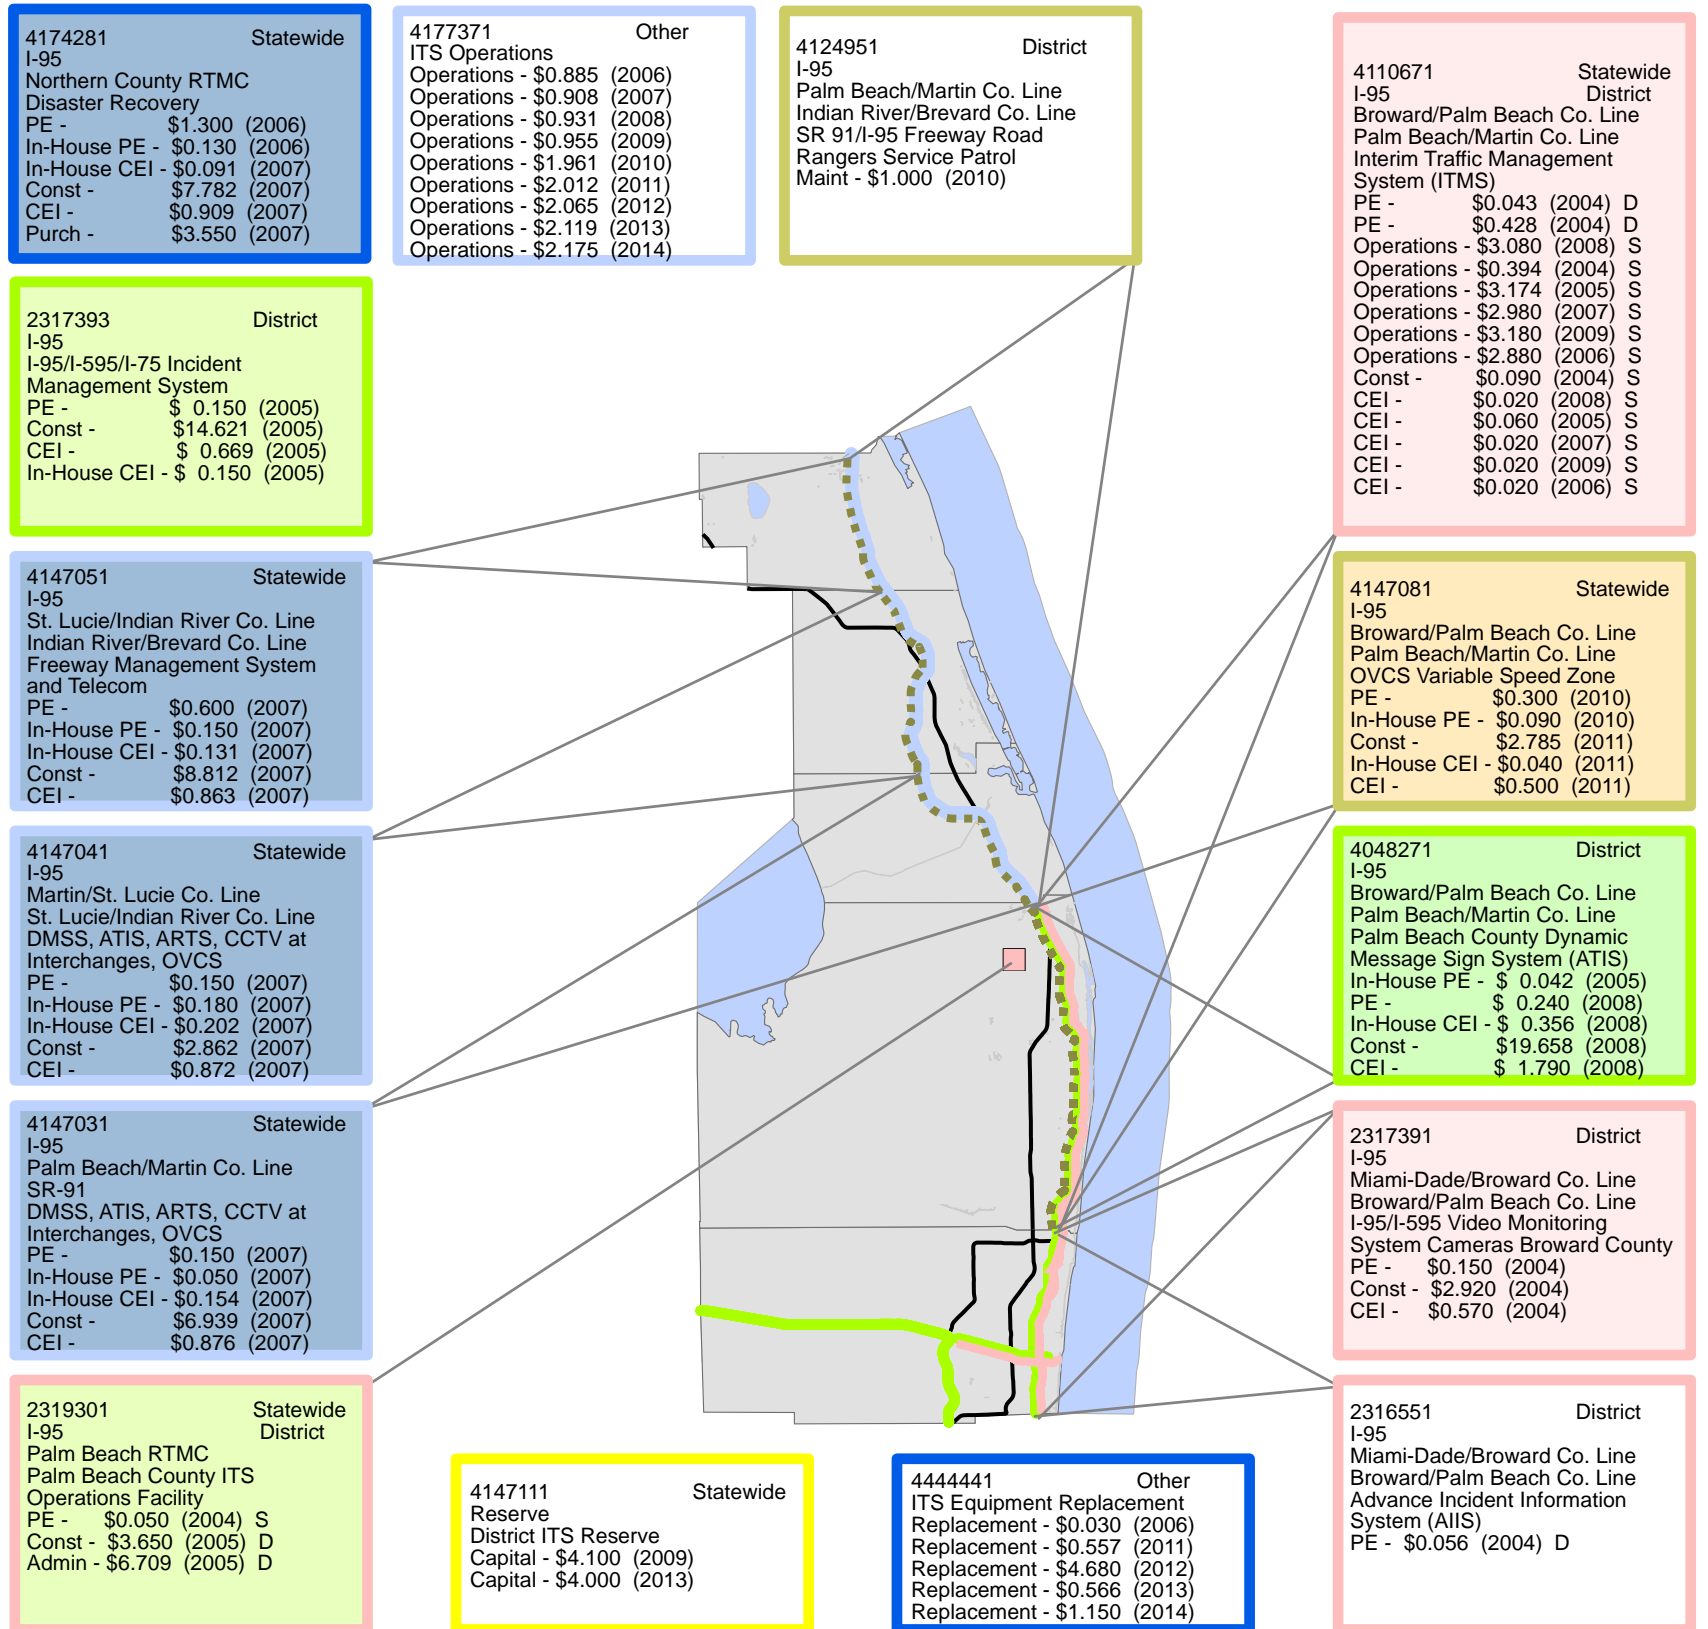 4174281 Statewide
I-95
Northern County RTMC
Disaster Recovery
PE - $1.300 (2006)
In-House PE - $0.130 (2006)
In-House CEI - $0.091 (2007)
Const - $7.782 (2007)
CEI - $0.909 (2007)
Purch - $3.550 (2007)
4177371 Other
ITS Operations
Operations - $0.885 (2006)
Operations - $0.908 (2007)
Operations - $0.931 (2008)
Operations - $0.955 (2009)
Operations - $1.961 (2010)
Operations - $2.012 (2011)
Operations - $2.065 (2012)
Operations - $2.119 (2013)
Operations - $2.175 (2014)
4124951 District
I-95
Palm Beach/Martin Co. Line
Indian River/Brevard Co. Line
SR 91/I-95 Freeway Road
Rangers Service Patrol
Maint - $1.000 (2010)
4110671 Statewide
I-95 District
Broward/Palm Beach Co. Line
Palm Beach/Martin Co. Line
Interim Traffic Management
System (ITMS)
PE - $0.043 (2004) D
PE - $0.428 (2004) D
Operations - $3.080 (2008) S
Operations - $0.394 (2004) S
Operations - $3.174 (2005) S
Operations - $2.980 (2007) S
Operations - $3.180 (2009) S
Operations - $2.880 (2006) S
Const - $0.090 (2004) S
CEI - $0.020 (2008) S
CEI - $0.060 (2005) S
CEI - $0.020 (2007) S
CEI - $0.020 (2009) S
CEI - $0.020 (2006) S
2317393 District
I-95
I-95/I-595/I-75 Incident
Management System
PE - $ 0.150 (2005)
Const - $14.621 (2005)
CEI - $ 0.669 (2005)
In-House CEI - $ 0.150 (2005)
4147051 Statewide
I-95
St. Lucie/Indian River Co. Line
Indian River/Brevard Co. Line
Freeway Management System
and Telecom
PE - $0.600 (2007)
In-House PE - $0.150 (2007)
In-House CEI - $0.131 (2007)
Const - $8.812 (2007)
CEI - $0.863 (2007)
4147081 Statewide
I-95
Broward/Palm Beach Co. Line
Palm Beach/Martin Co. Line
OVCS Variable Speed Zone
PE - $0.300 (2010)
In-House PE - $0.090 (2010)
Const - $2.785 (2011)
In-House CEI - $0.040 (2011)
CEI - $0.500 (2011)
4147041 Statewide
I-95
Martin/St. Lucie Co. Line
St. Lucie/Indian River Co. Line
DMSS, ATIS, ARTS, CCTV at
Interchanges, OVCS
PE - $0.150 (2007)
In-House PE - $0.180 (2007)
In-House CEI - $0.202 (2007)
Const - $2.862 (2007)
CEI - $0.872 (2007)
4048271 District
I-95
Broward/Palm Beach Co. Line
Palm Beach/Martin Co. Line
Palm Beach County Dynamic
Message Sign System (ATIS)
In-House PE - $ 0.042 (2005)
PE - $ 0.240 (2008)
In-House CEI - $ 0.356 (2008)
Const - $19.658 (2008)
CEI - $ 1.790 (2008)
4147031 Statewide
I-95
Palm Beach/Martin Co. Line
SR-91
DMSS, ATIS, ARTS, CCTV at
Interchanges, OVCS
PE - $0.150 (2007)
In-House PE - $0.050 (2007)
In-House CEI - $0.154 (2007)
Const - $6.939 (2007)
CEI - $0.876 (2007)
2317391 District
I-95
Miami-Dade/Broward Co. Line
Broward/Palm Beach Co. Line
I-95/I-595 Video Monitoring
System Cameras Broward County
PE - $0.150 (2004)
Const - $2.920 (2004)
CEI - $0.570 (2004)
2319301 Statewide
I-95 District
Palm Beach RTMC
Palm Beach County ITS
Operations Facility
PE - $0.050 (2004) S
Const - $3.650 (2005) D
Admin - $6.709 (2005) D
4147111 Statewide
Reserve
District ITS Reserve
Capital - $4.100 (2009)
Capital - $4.000 (2013)
4444441 Other
ITS Equipment Replacement
Replacement - $0.030 (2006)
Replacement - $0.557 (2011)
Replacement - $4.680 (2012)
Replacement - $0.566 (2013)
Replacement - $1.150 (2014)
2316551 District
I-95
Miami-Dade/Broward Co. Line
Broward/Palm Beach Co. Line
Advance Incident Information
System (AIIS)
PE - $0.056 (2004) D